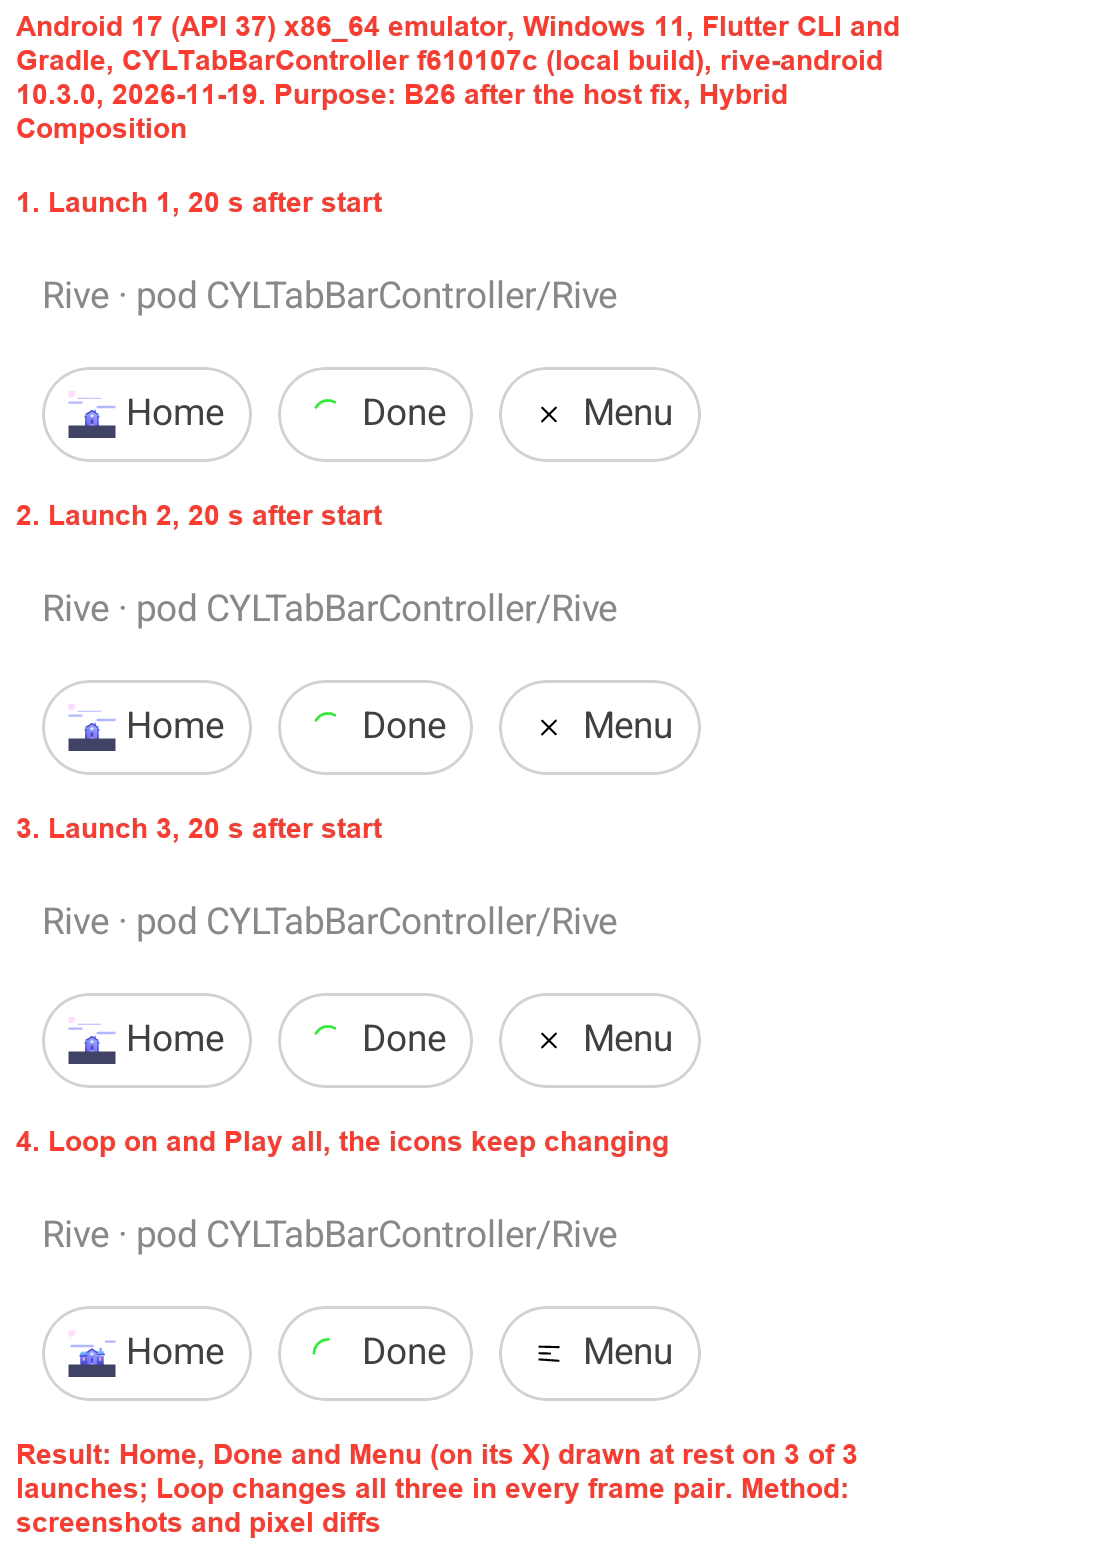 Android 17 (API 37) x86_64 emulator, Windows 11, Flutter CLI and
Gradle, CYLTabBarController f610107c (local build), rive-android
10.3.0, 2026-11-19. Purpose: B26 after the host fix, Hybrid
Composition
1. Launch 1, 20 s after start
Rive · pod CYLTabBarController/Rive
Home Done Menu
2. Launch 2, 20 s after start
Rive · pod CYLTabBarController/Rive
Home Done Menu
3. Launch 3, 20 s after start
Rive · pod CYLTabBarController/Rive
Home Done Menu
4. Loop on and Play all, the icons keep changing
Rive · pod CYLTabBarController/Rive
Home Done Menu
Result: Home, Done and Menu (on its X) drawn at rest on 3 of 3
launches; Loop changes all three in every frame pair. Method:
screenshots and pixel diffs